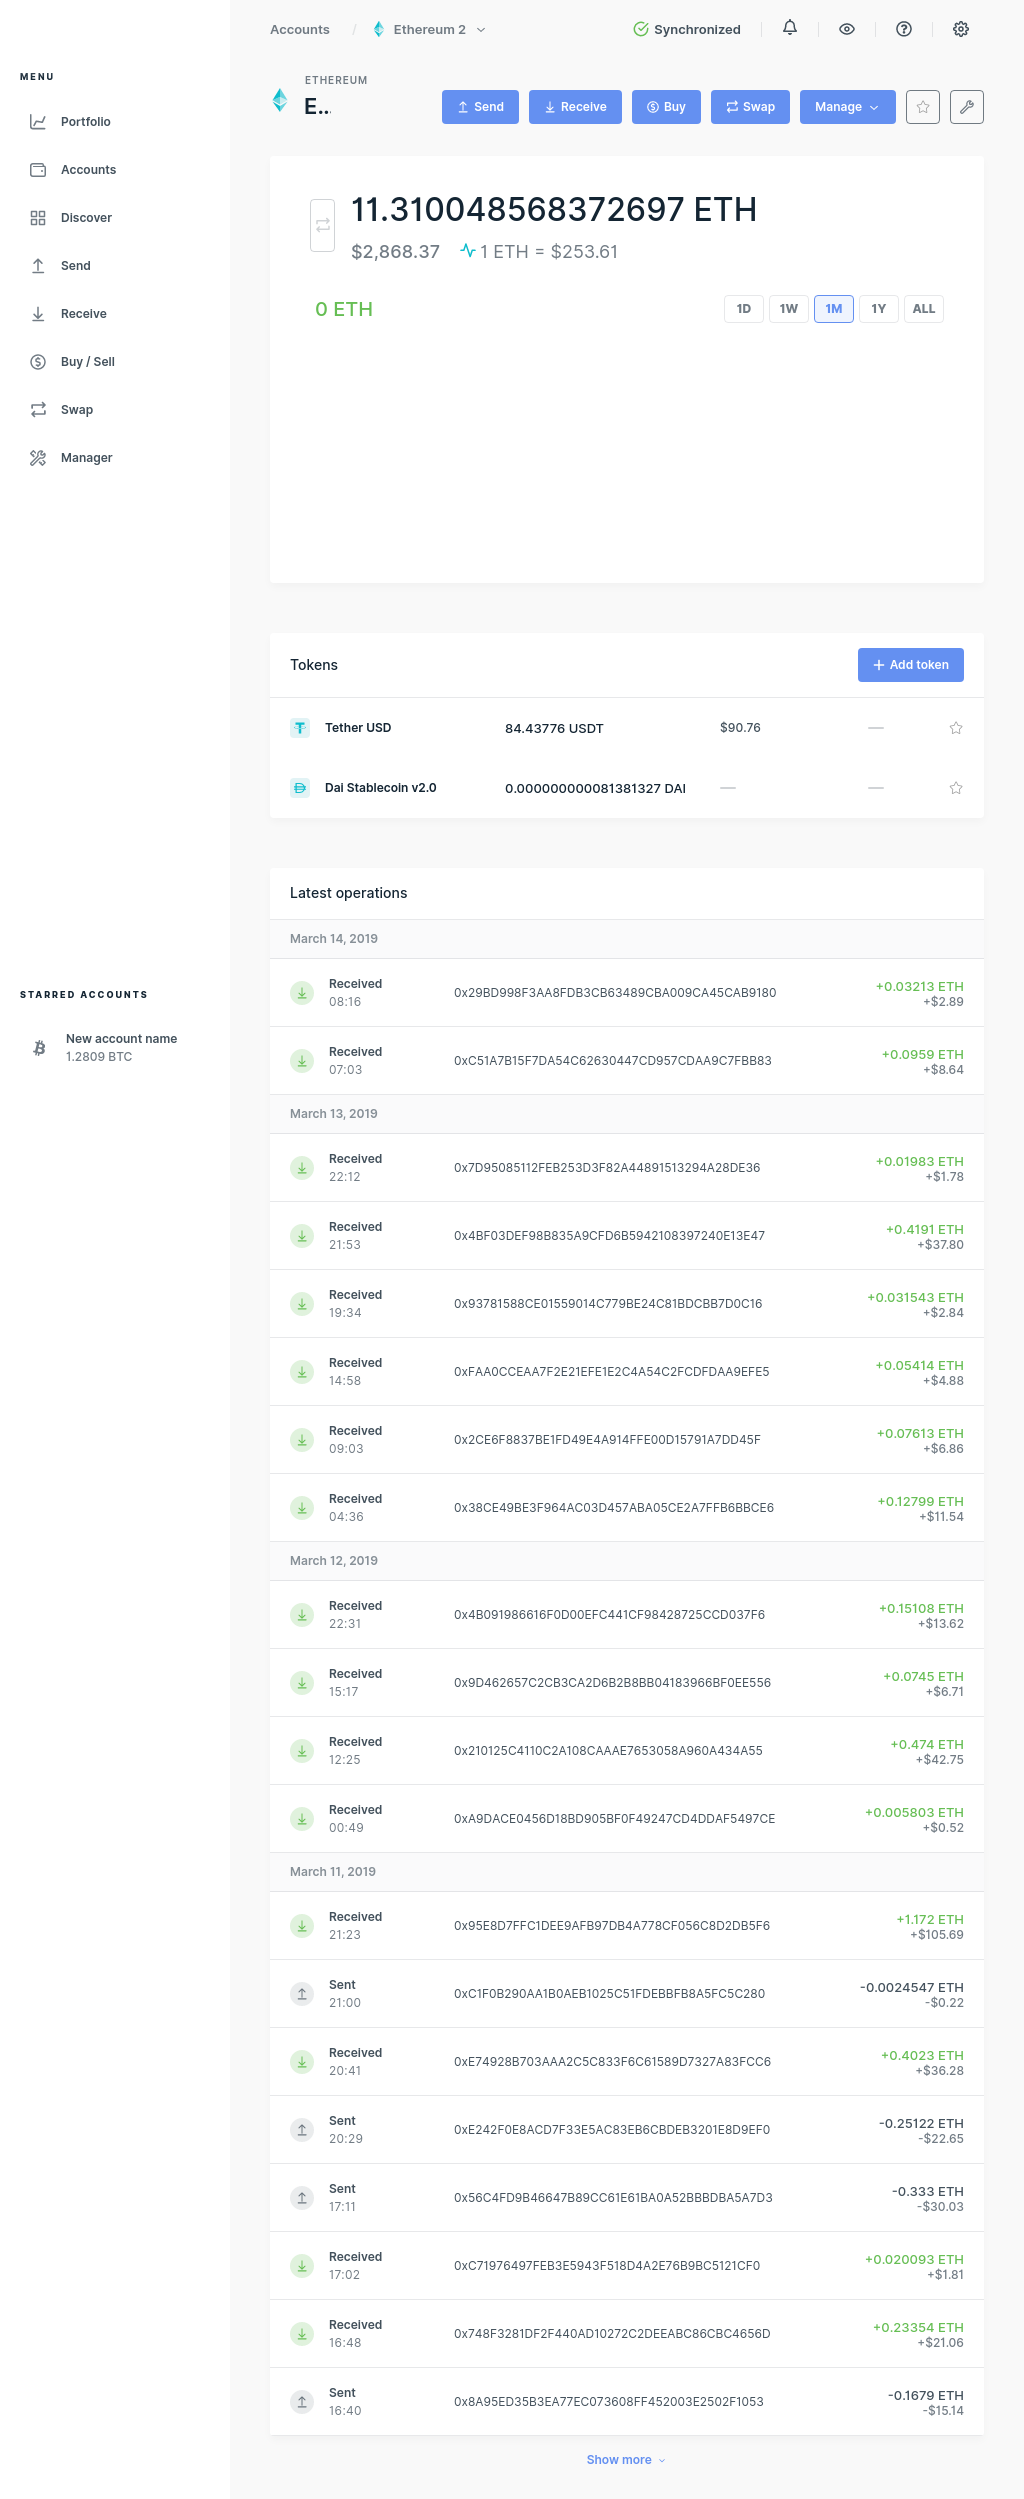 Accounts / Ethereum 2
Synchronized
MENU
Portfolio
Accounts
Discover
Send
Receive
Buy / Sell
Swap
Manager
STARRED ACCOUNTS
New account name
1.2809 BTC
ETHEREUM
E...
Send
Receive
Buy
Swap
Manage
11.310048568372697 ETH
$2,868.37
1 ETH = $253.61
0 ETH
1D
1W
1M
1Y
ALL
Tokens
Add token
Tether USD 84.43776 USDT $90.76 —
Dai Stablecoin v2.0 0.000000000081381327 DAI — —
Latest operations
March 14, 2019
Received 0x29BD998F3AA8FDB3CB63489CBA009CA45CAB9180 +0.03213 ETH
08:16 +$2.89
Received 0xC51A7B15F7DA54C62630447CD957CDAA9C7FBB83 +0.0959 ETH
07:03 +$8.64
March 13, 2019
Received 0x7D95085112FEB253D3F82A44891513294A28DE36 +0.01983 ETH
22:12 +$1.78
Received 0x4BF03DEF98B835A9CFD6B5942108397240E13E47 +0.4191 ETH
21:53 +$37.80
Received 0x93781588CE01559014C779BE24C81BDCBB7D0C16 +0.031543 ETH
19:34 +$2.84
Received 0xFAA0CCEAA7F2E21EFE1E2C4A54C2FCDFDAA9EFE5 +0.05414 ETH
14:58 +$4.88
Received 0x2CE6F8837BE1FD49E4A914FFE00D15791A7DD45F +0.07613 ETH
09:03 +$6.86
Received 0x38CE49BE3F964AC03D457ABA05CE2A7FFB6BBCE6 +0.12799 ETH
04:36 +$11.54
March 12, 2019
Received 0x4B091986616F0D00EFC441CF98428725CCD037F6 +0.15108 ETH
22:31 +$13.62
Received 0x9D462657C2CB3CA2D6B2B8BB04183966BF0EE556 +0.0745 ETH
15:17 +$6.71
Received 0x210125C4110C2A108CAAAE7653058A960A434A55 +0.474 ETH
12:25 +$42.75
Received 0xA9DACE0456D18BD905BF0F49247CD4DDAF5497CE +0.005803 ETH
00:49 +$0.52
March 11, 2019
Received 0x95E8D7FFC1DEE9AFB97DB4A778CF056C8D2DB5F6 +1.172 ETH
21:23 +$105.69
Sent 0xC1F0B290AA1B0AEB1025C51FDEBBFB8A5FC5C280 -0.0024547 ETH
21:00 -$0.22
Received 0xE74928B703AAA2C5C833F6C61589D7327A83FCC6 +0.4023 ETH
20:41 +$36.28
Sent 0xE242F0E8ACD7F33E5AC83EB6CBDEB3201E8D9EF0 -0.25122 ETH
20:29 -$22.65
Sent 0x56C4FD9B46647B89CC61E61BA0A52BBBDBA5A7D3 -0.333 ETH
17:11 -$30.03
Received 0xC71976497FEB3E5943F518D4A2E76B9BC5121CF0 +0.020093 ETH
17:02 +$1.81
Received 0x748F3281DF2F440AD10272C2DEEABC86CBC4656D +0.23354 ETH
16:48 +$21.06
Sent 0x8A95ED35B3EA77EC073608FF452003E2502F1053 -0.1679 ETH
16:40 -$15.14
Show more